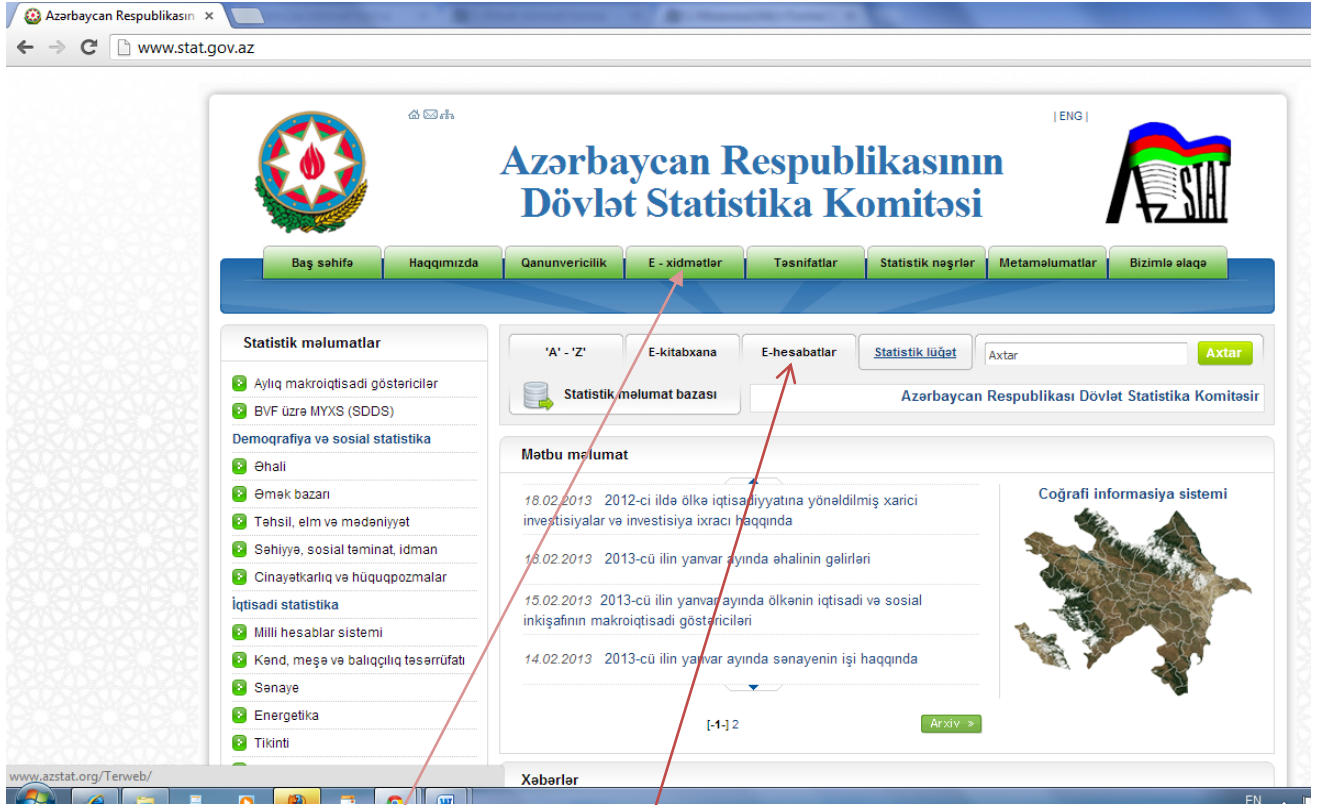 Azərbaycan Respublikasın
www.stat.gov.az
| ENG |
Azərbaycan Respublikasının
Dövlət Statistika Komitəsi
AZ STAT
Baş səhifə Haqqımızda Qanunvericilik E - xidmətlər Təsnifatlar Statistik nəşrlər Metaməlumatlar Bizimlə əlaqə
Statistik məlumatlar
Aylıq makroiqtisadi göstəricilər
BVF üzrə MYXS (SDDS)
Demoqrafiya və sosial statistika
Əhali
Əmək bazarı
Təhsil, elm və mədəniyyət
Səhiyyə, sosial təminat, idman
Cinayətkarlıq və hüquqpozmalar
İqtisadi statistika
Milli hesablar sistemi
Kənd, meşə və balıqçılıq təsərrüfatı
Sənaye
Energetika
Tikinti
'A' - 'Z' E-kitabxana E-hesabatlar Statistik lüğət Axtar Axtar
Statistik məlumat bazası
Azərbaycan Respublikası Dövlət Statistika Komitəsir
Mətbu məlumat
18.02.2013 2012-ci ildə ölkə iqtisadiyyatına yönəldilmiş xarici
investisiyalar və investisiya ixracı haqqında
18.02.2013 2013-cü ilin yanvar ayında əhalinin gəlirləri
15.02.2013 2013-cü ilin yanvar ayında ölkənin iqtisadi və sosial
inkişafının makroiqtisadi göstəriciləri
14.02.2013 2013-cü ilin yanvar ayında sənayenin işi haqqında
[-1-] 2
Arxiv »
Coğrafi informasiya sistemi
Xəbərlər
www.azstat.org/Terweb/
EN